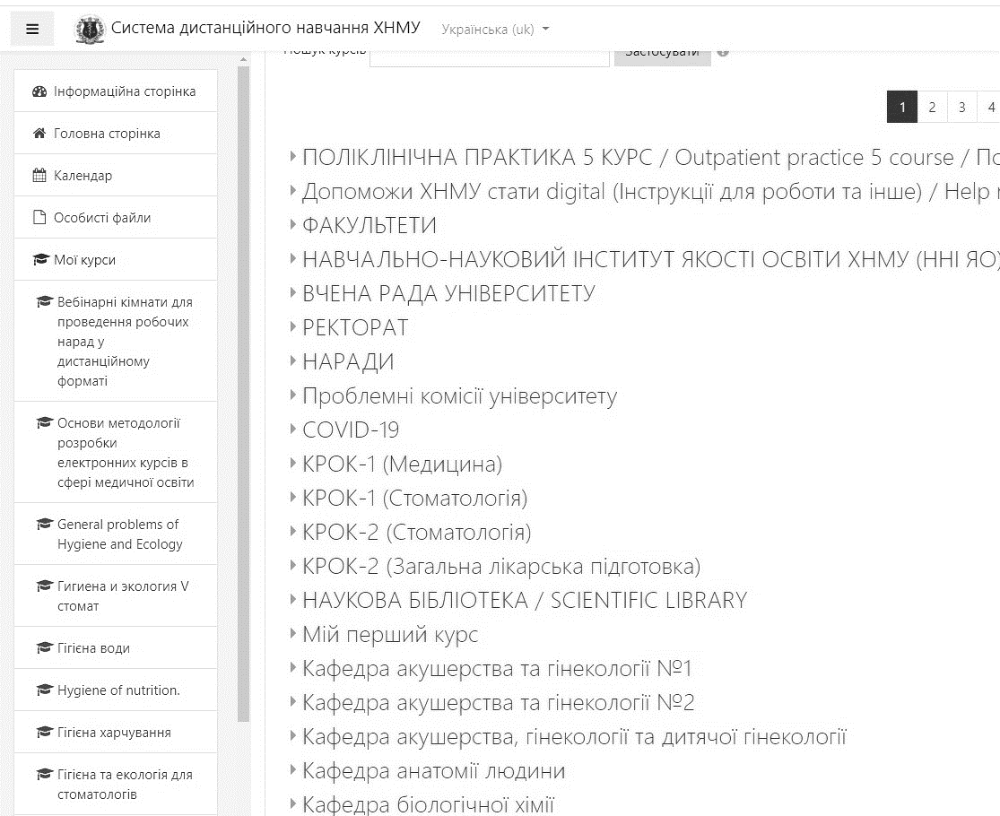 Система дистанційного навчання ХНМУ
Українська (uk)
Пошук курсів
Застосувати
Інформаційна сторінка
Головна сторінка
Календар
Особисті файли
Мої курси
Вебінарні кімнати для
проведення робочих
нарад у
дистанційному
форматі
Основи методології
розробки
електронних курсів в
сфері медичної освіти
General problems of
Hygiene and Ecology
Гигиена и экология V
стомат
Гігієна води
Hygiene of nutrition.
Гігієна харчування
Гігієна та екологія для
стоматологів
1 2 3 4
ПОЛІКЛІНІЧНА ПРАКТИКА 5 КУРС / Outpatient practice 5 course /
Допоможи ХНМУ стати digital (Інструкції для роботи та інше) / Help
ФАКУЛЬТЕТИ
НАВЧАЛЬНО-НАУКОВИЙ ІНСТИТУТ ЯКОСТІ ОСВІТИ ХНМУ (ННІ ЯО)
ВЧЕНА РАДА УНІВЕРСИТЕТУ
РЕКТОРАТ
НАРАДИ
Проблемні комісії університету
COVID-19
КРОК-1 (Медицина)
КРОК-1 (Стоматологія)
КРОК-2 (Стоматологія)
КРОК-2 (Загальна лікарська підготовка)
НАУКОВА БІБЛІОТЕКА / SCIENTIFIC LIBRARY
Мій перший курс
Кафедра акушерства та гінекології №1
Кафедра акушерства та гінекології №2
Кафедра акушерства, гінекології та дитячої гінекології
Кафедра анатомії людини
Кафедра біологічної хімії